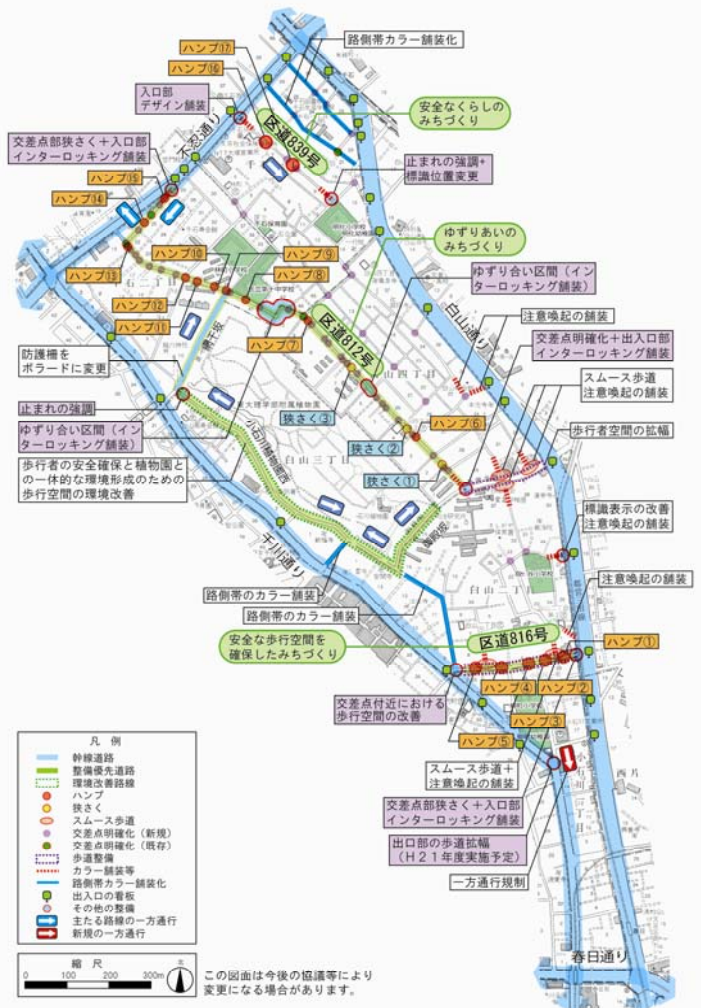 ハンプ⑰
路側帯カラー舗装化
ハンプ⑯
入口部
デザイン舗装
安全なくらしの
みちづくり
不忍通り
区道839号
交差点部狭さく+入口部
インターロッキング舗装
止まれの強調+
標識位置変更
ハンプ⑮
ハンプ⑭
ゆずりあいの
みちづくり
ハンプ⑩
ハンプ⑨
ハンプ⑧
ゆずり合い区間(イン
ターロッキング舗装)
ハンプ⑬
白山通り
ハンプ⑫
ハンプ⑪
区道812号
注意喚起の舗装
ハンプ⑦
交差点明確化+出入口部
インターロッキング舗装
防護柵を
ボラードに変更
スムース歩道
注意喚起の舗装
止まれの強調
狭さく③
ハンプ⑥
ゆずり合い区間(イン
ターロッキング舗装)
狭さく②
歩行者空間の拡幅
歩行者の安全確保と植物園と
の一体的な環境形成のための
歩行空間の環境改善
白山三丁目
狭さく①
御殿坂
標識表示の改善
注意喚起の舗装
千川通り
白山二丁目
注意喚起の舗装
路側帯のカラー舗装
路側帯のカラー舗装
安全な歩行空間を
確保したみちづくり
区道816号
ハンプ①
ハンプ④
ハンプ②
ハンプ③
交差点付近における
歩行空間の改善
ハンプ⑤
スムース歩道+
注意喚起の舗装
交差点部狭さく+入口部
インターロッキング舗装
出口部の歩道拡幅
(H21年度実施予定)
一方通行規制
西片
春日通り
凡例
幹線道路
整備優先道路
環境改善路線
ハンプ
狭さく
スムース歩道
交差点明確化(新規)
交差点明確化(既存)
歩道整備
カラー舗装等
路側帯カラー舗装化
出入口の看板
その他の整備
主たる路線の一方通行
新規の一方通行
縮尺
0 100 200 300m
北
この図面は今後の協議等により
変更になる場合があります。